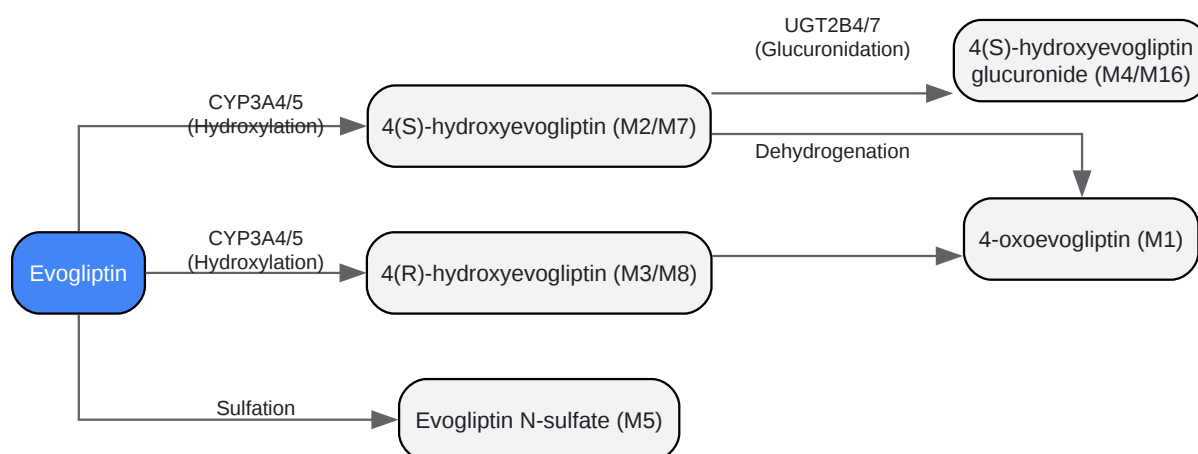 UGT2B4/7
(Glucuronidation)
4(S)-hydroxyevogliptin
glucuronide (M4/M16)
CYP3A4/5
(Hydroxylation)
4(S)-hydroxyevogliptin (M2/M7)
Dehydrogenation
CYP3A4/5
(Hydroxylation)
Evogliptin
4(R)-hydroxyevogliptin (M3/M8)
4-oxoevogliptin (M1)
Sulfation
Evogliptin N-sulfate (M5)